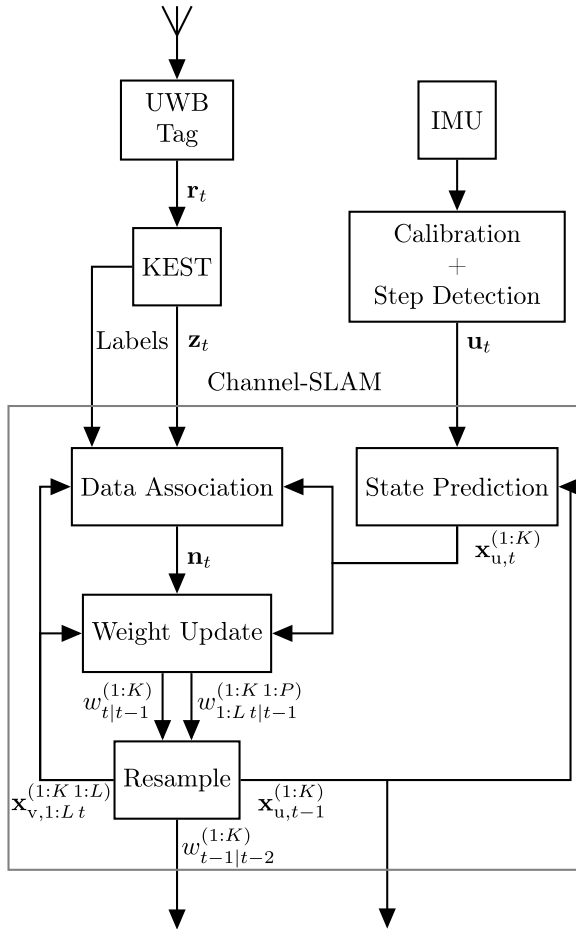 UWB
Tag
IMU
𝐫_t
Calibration
+
Step Detection
KEST
Labels
𝐳_t
𝐮_t
Channel-SLAM
Data Association
State Prediction
𝐱_{u,t}^{(1:K)}
𝐧_t
Weight Update
w_{t|t−1}^{(1:K)}
w_{1:L t|t−1}^{(1:K 1:P)}
Resample
𝐱_{v,1:L t}^{(1:K 1:L)}
𝐱_{u,t−1}^{(1:K)}
w_{t−1|t−2}^{(1:K)}